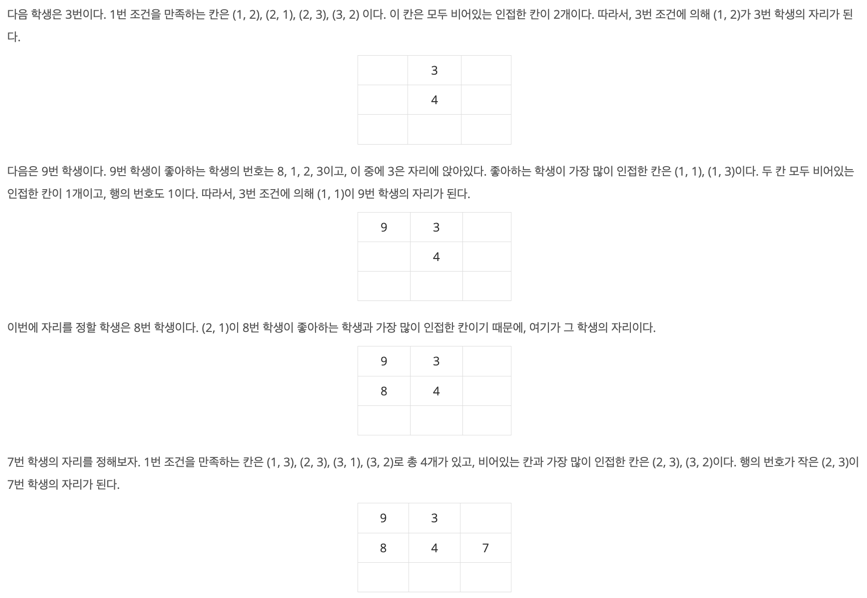 다음 학생은 3번이다. 1번 조건을 만족하는 칸은 (1, 2), (2, 1), (2, 3), (3, 2) 이다. 이 칸은 모두 비어있는 인접한 칸이 2개이다. 따라서, 3번 조건에 의해 (1, 2)가 3번 학생의 자리가 된
다.
3
4
다음은 9번 학생이다. 9번 학생이 좋아하는 학생의 번호는 8, 1, 2, 3이고, 이 중에 3은 자리에 앉아있다. 좋아하는 학생이 가장 많이 인접한 칸은 (1, 1), (1, 3)이다. 두 칸 모두 비어있는
인접한 칸이 1개이고, 행의 번호도 1이다. 따라서, 3번 조건에 의해 (1, 1)이 9번 학생의 자리가 된다.
9 3
4
이번에 자리를 정할 학생은 8번 학생이다. (2, 1)이 8번 학생이 좋아하는 학생과 가장 많이 인접한 칸이기 때문에, 여기가 그 학생의 자리이다.
9 3
8 4
7번 학생의 자리를 정해보자. 1번 조건을 만족하는 칸은 (1, 3), (2, 3), (3, 1), (3, 2)로 총 4개가 있고, 비어있는 칸과 가장 많이 인접한 칸은 (2, 3), (3, 2)이다. 행의 번호가 작은 (2, 3)이
7번 학생의 자리가 된다.
9 3
8 4 7